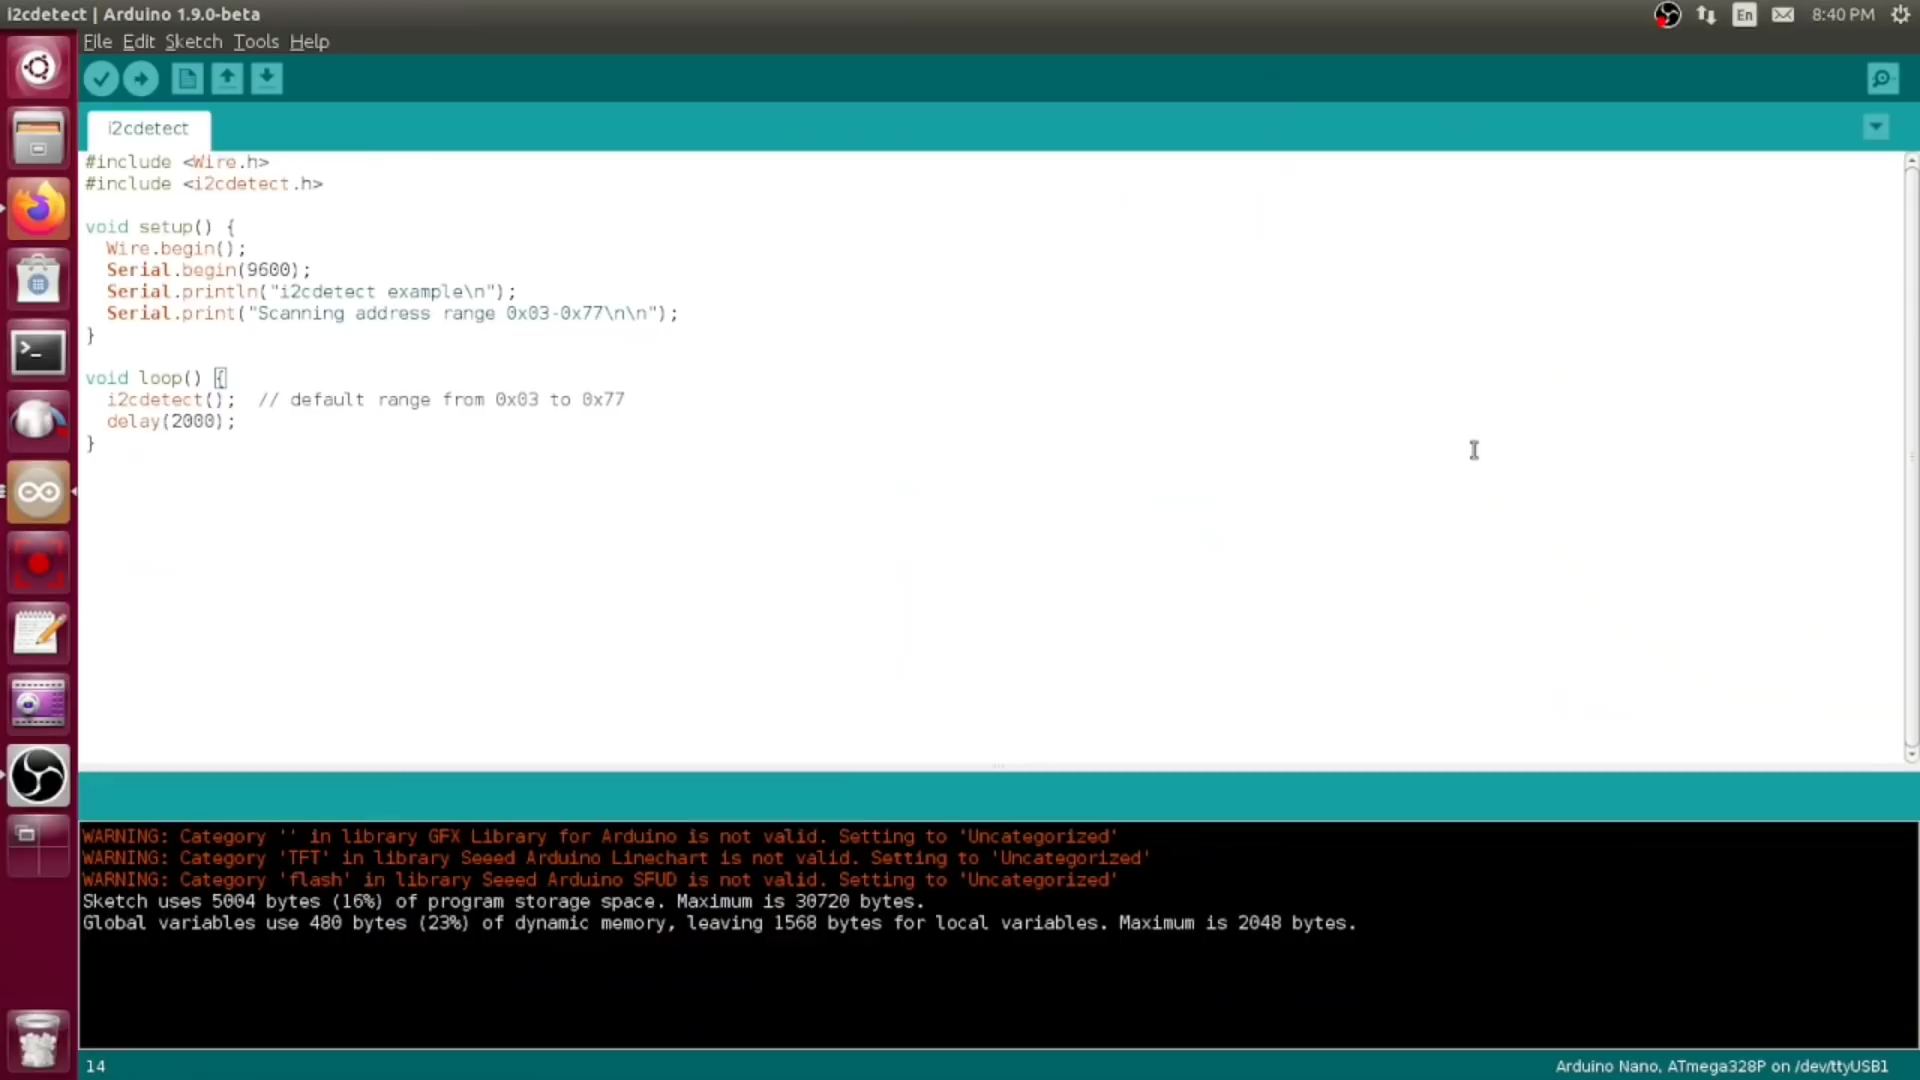 i2cdetect | Arduino 1.9.0-beta
En
8:40 PM
File Edit Sketch Tools Help
i2cdetect
#include <Wire.h>
#include <i2cdetect.h>
void setup() {
  Wire.begin();
  Serial.begin(9600);
  Serial.println("i2cdetect example\n");
  Serial.print("Scanning address range 0x03-0x77\n\n");
}
void loop() {
  i2cdetect();  // default range from 0x03 to 0x77
  delay(2000);
}
WARNING: Category '' in library GFX Library for Arduino is not valid. Setting to 'Uncategorized'
WARNING: Category 'TFT' in library Seeed Arduino Linechart is not valid. Setting to 'Uncategorized'
WARNING: Category 'flash' in library Seeed Arduino SFUD is not valid. Setting to 'Uncategorized'
Sketch uses 5004 bytes (16%) of program storage space. Maximum is 30720 bytes.
Global variables use 480 bytes (23%) of dynamic memory, leaving 1568 bytes for local variables. Maximum is 2048 bytes.
14
Arduino Nano, ATmega328P on /dev/ttyUSB1